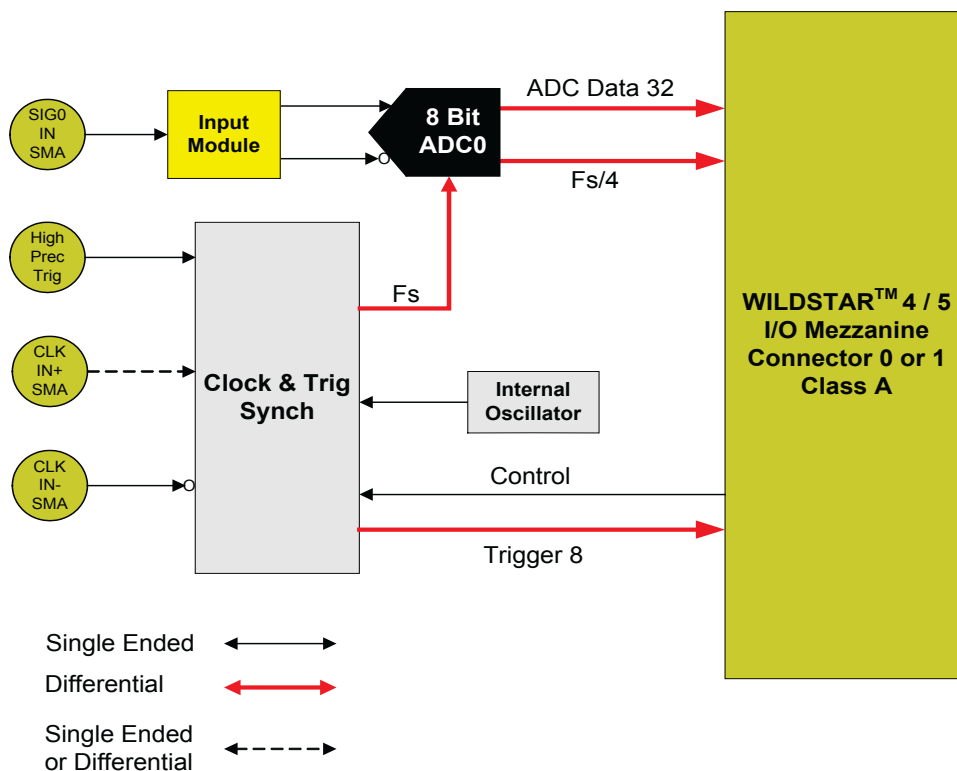 SIG0
IN
SMA
Input
Module
8 Bit
ADC0
ADC Data 32
Fs/4
High
Prec
Trig
Fs
CLK
IN+
SMA
Clock & Trig
Synch
Internal
Oscillator
CLK
IN-
SMA
Control
Trigger 8
WILDSTAR™ 4 / 5
I/O Mezzanine
Connector 0 or 1
Class A
O
O
Single Ended
Differential
Single Ended
or Differential